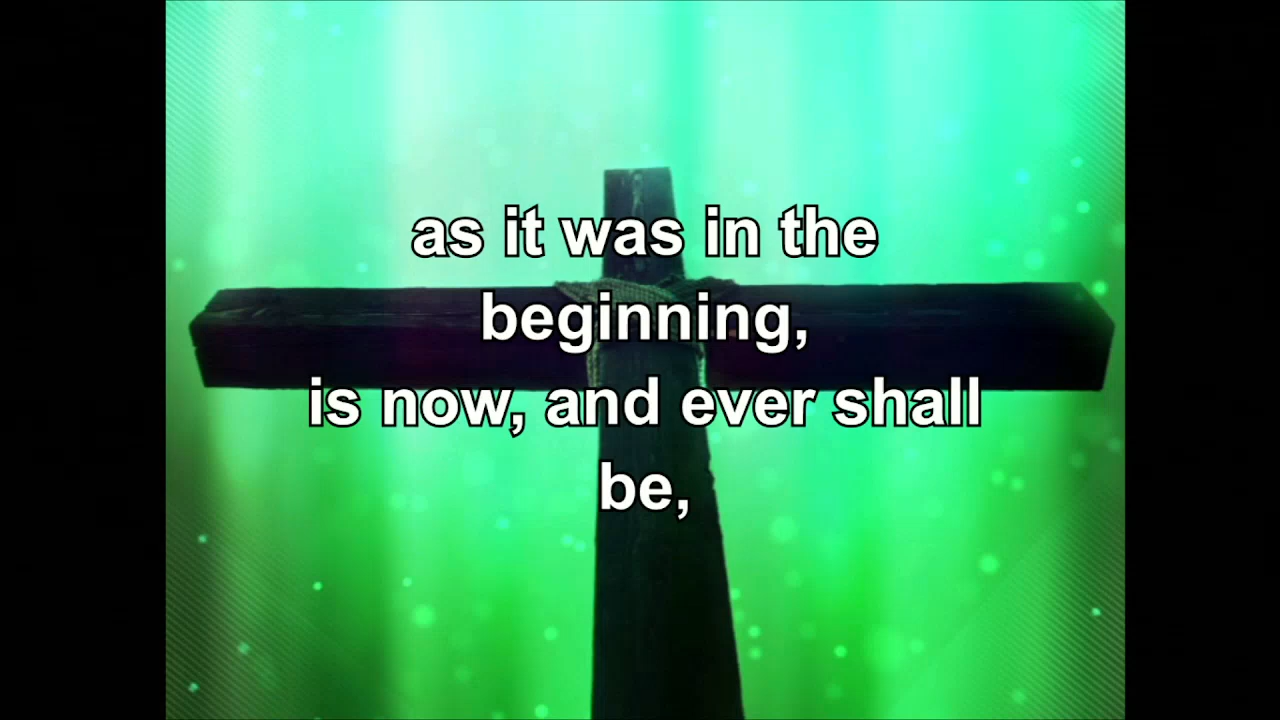 as it was in the
beginning,
is now, and ever shall
be,